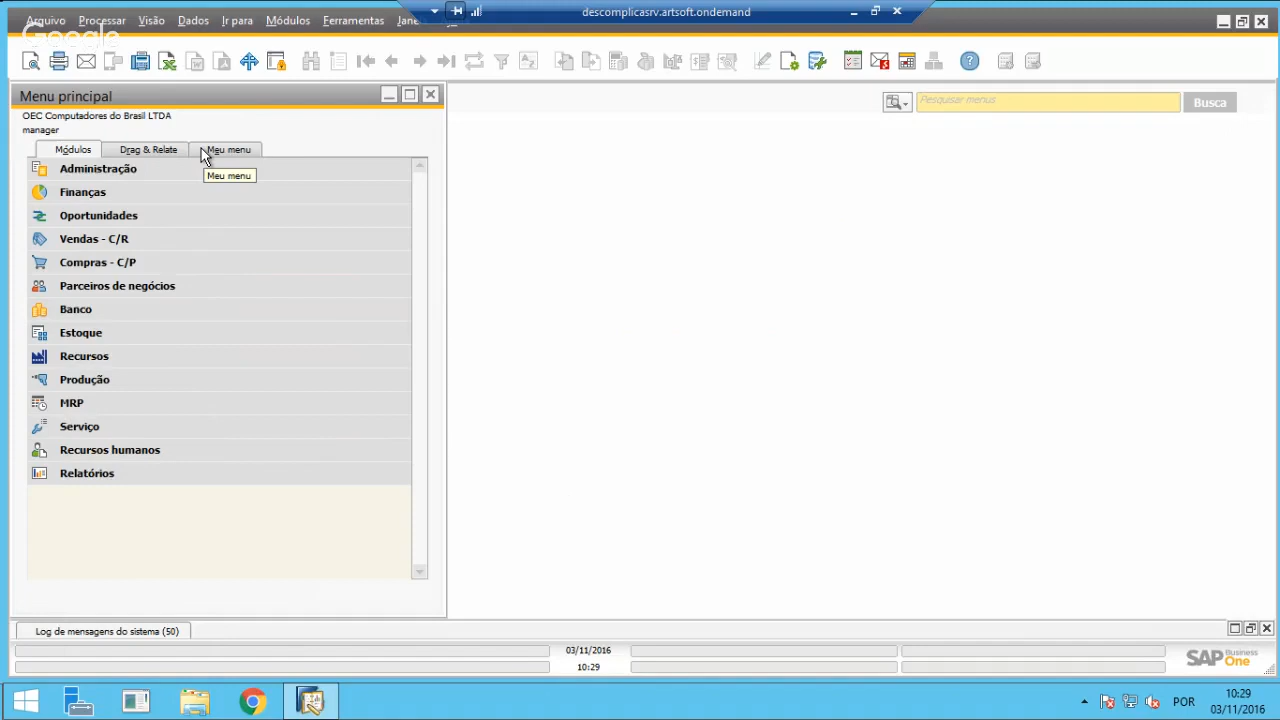 descomplicasrv.artsoft.ondemand
Arquivo Processar Visão Dados Ir para Módulos Ferramentas Jane
Google
Menu principal
OEC Computadores do Brasil LTDA
manager
Pesquisar menus
Busca
Módulos Drag & Relate Meu menu
Meu menu
Administração
Finanças
Oportunidades
Vendas - C/R
Compras - C/P
Parceiros de negócios
Banco
Estoque
Recursos
Produção
MRP
Serviço
Recursos humanos
Relatórios
Log de mensagens do sistema (50)
03/11/2016
10:29
SAP Business One
POR
10:29
03/11/2016